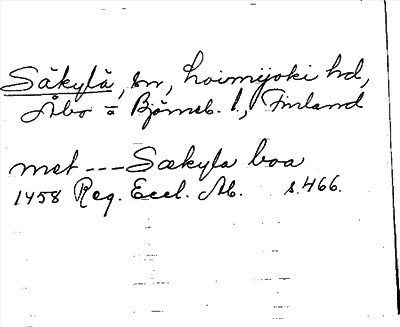 Säkylä, sn, Loimijoki hd,
Åbo = Björneb. l, Finland
met --- Sækyla boa
1458 Reg. Eccl. Ab. s. 466.